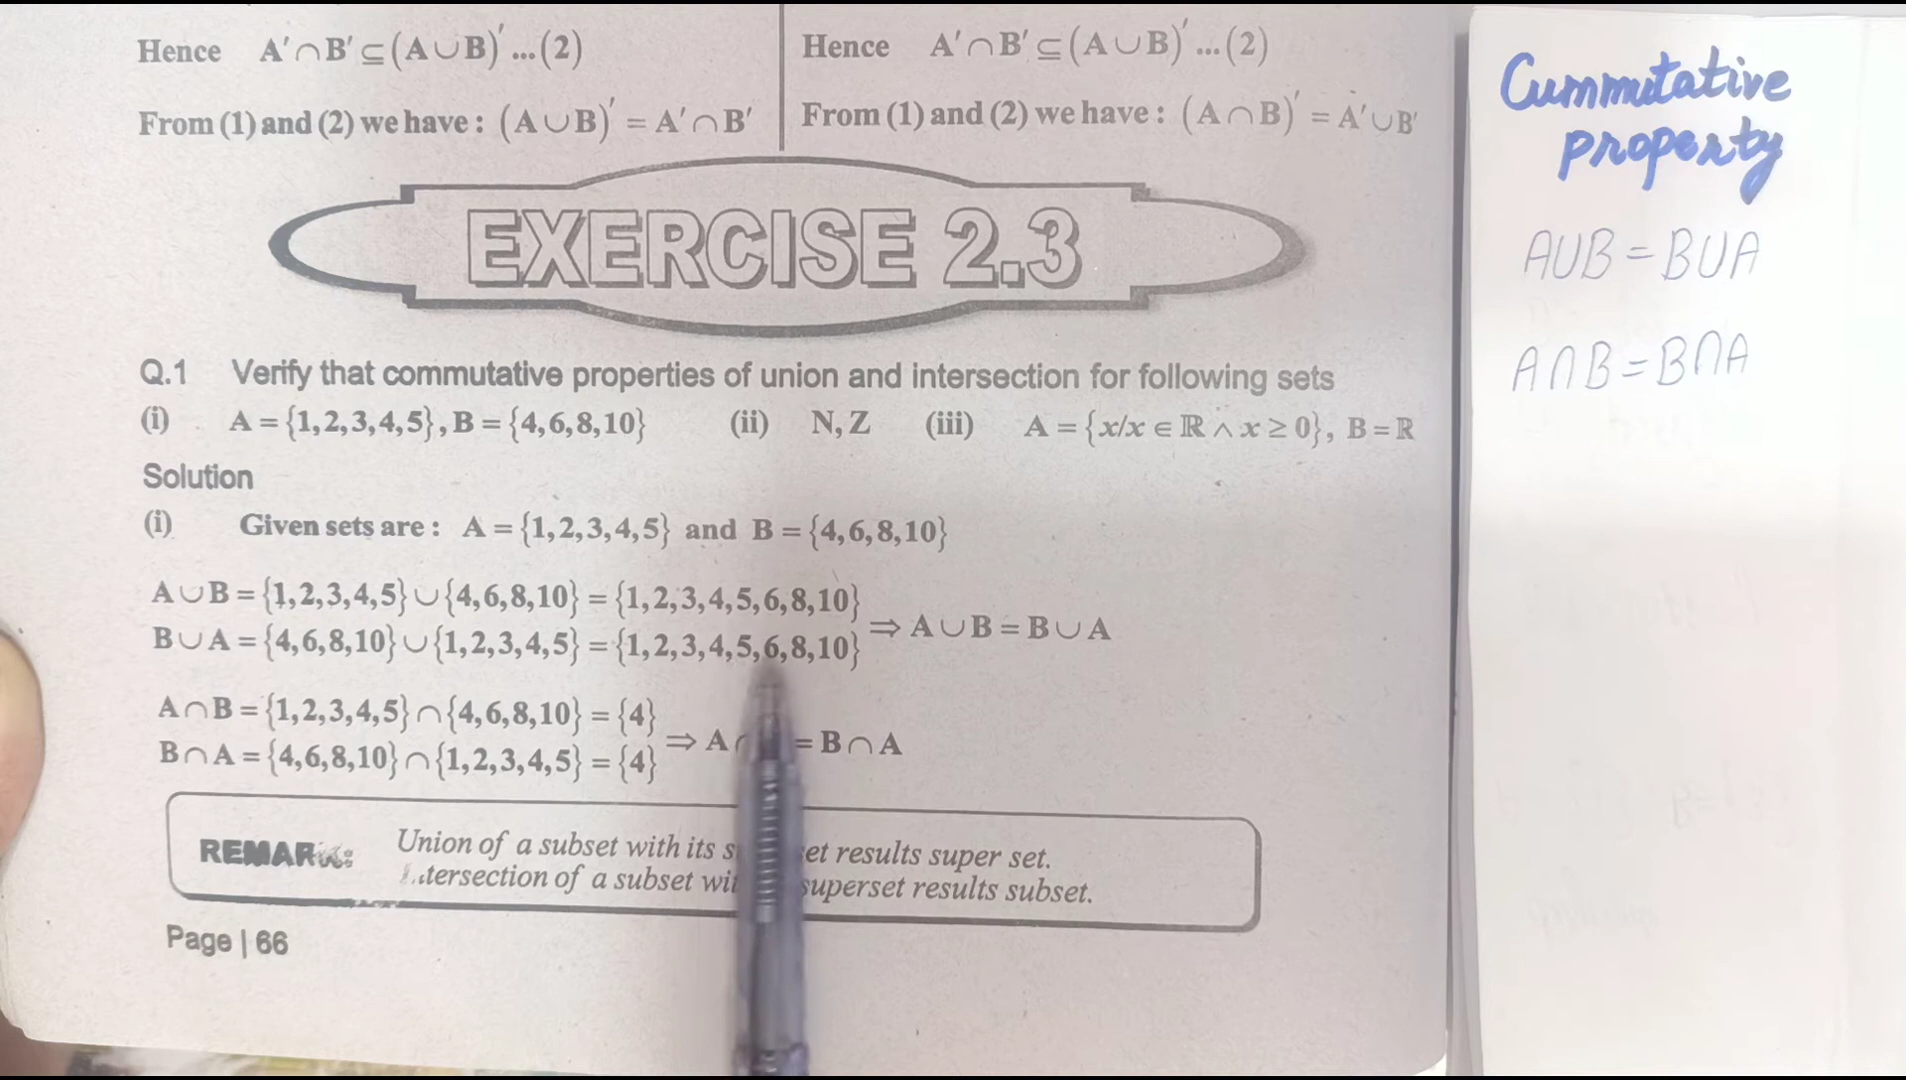 Hence A′∩B′⊆(A∪B)′...(2)
From (1) and (2) we have : (A∪B)′ = A′∩B′
Hence A′∩B′⊆(A∪B)′...(2)
From (1) and (2) we have : (A∩B)′ = A′∪B′
EXERCISE 2.3
Q.1 Verify that commutative properties of union and intersection for following sets
(i) A = {1,2,3,4,5}, B = {4,6,8,10} (ii) N, Z (iii) A = {x/x ∈ ℝ ∧ x ≥ 0}, B = ℝ
Solution
(i) Given sets are : A = {1,2,3,4,5} and B = {4,6,8,10}
A∪B = {1,2,3,4,5}∪{4,6,8,10} = {1,2,3,4,5,6,8,10}
B∪A = {4,6,8,10}∪{1,2,3,4,5} = {1,2,3,4,5,6,8,10}
⇒ A∪B = B∪A
A∩B = {1,2,3,4,5}∩{4,6,8,10} = {4}
B∩A = {4,6,8,10}∩{1,2,3,4,5} = {4}
⇒ A∩ = B∩A
REMARK: Union of a subset with its results super set.
of a subset superset results subset.
Page | 66
Cummutative
property
A∪B = B∪A
A∩B = B∩A